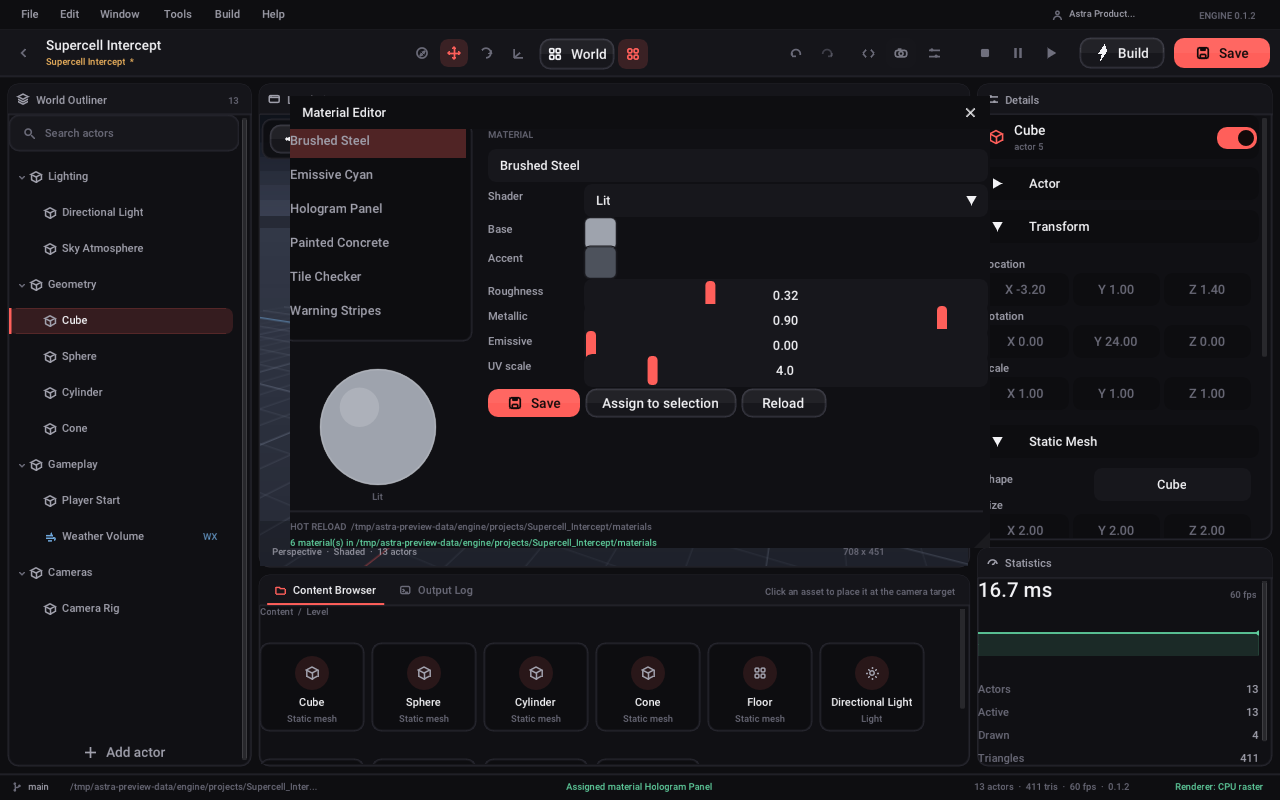 File Edit Window Tools Build Help
Astra Product...
ENGINE 0.1.2
Supercell Intercept
Supercell Intercept *
World
Build
Save
World Outliner 13
Search actors
Lighting
Directional Light
Sky Atmosphere
Geometry
Cube
Sphere
Cylinder
Cone
Gameplay
Player Start
Weather Volume WX
Cameras
Camera Rig
Add actor
Material Editor
Brushed Steel
Emissive Cyan
Hologram Panel
Painted Concrete
Tile Checker
Warning Stripes
Lit
MATERIAL
Brushed Steel
Shader Lit
Base
Accent
Roughness 0.32
Metallic 0.90
Emissive 0.00
UV scale 4.0
Save Assign to selection Reload
HOT RELOAD /tmp/astra-preview-data/engine/projects/Supercell_Intercept/materials
6 material(s) in /tmp/astra-preview-data/engine/projects/Supercell_Intercept/materials
Perspective · Shaded · 13 actors 708 x 451
Content Browser Output Log Click an asset to place it at the camera target
Content / Level
Cube
Static mesh
Sphere
Static mesh
Cylinder
Static mesh
Cone
Static mesh
Floor
Static mesh
Directional Light
Light
Details
Cube
actor 5
Actor
Transform
ocation
X -3.20 Y 1.00 Z 1.40
otation
X 0.00 Y 24.00 Z 0.00
cale
X 1.00 Y 1.00 Z 1.00
Static Mesh
hape Cube
ize
X 2.00 Y 2.00 Z 2.00
Statistics
16.7 ms 60 fps
Actors 13
Active 13
Drawn 4
Triangles 411
main /tmp/astra-preview-data/engine/projects/Supercell_Inter...
Assigned material Hologram Panel
13 actors · 411 tris · 60 fps · 0.1.2
Renderer: CPU raster